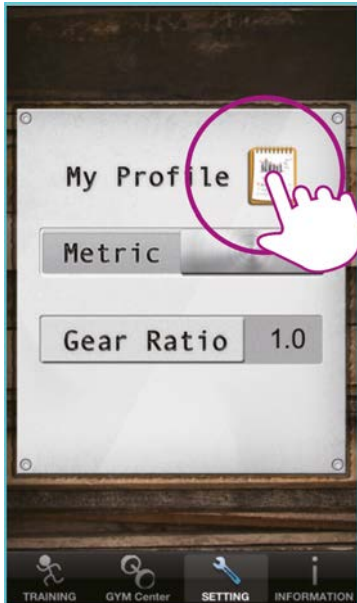 My Profile
Metric
Gear Ratio 1.0
TRAINING GYM Center SETTING INFORMATION